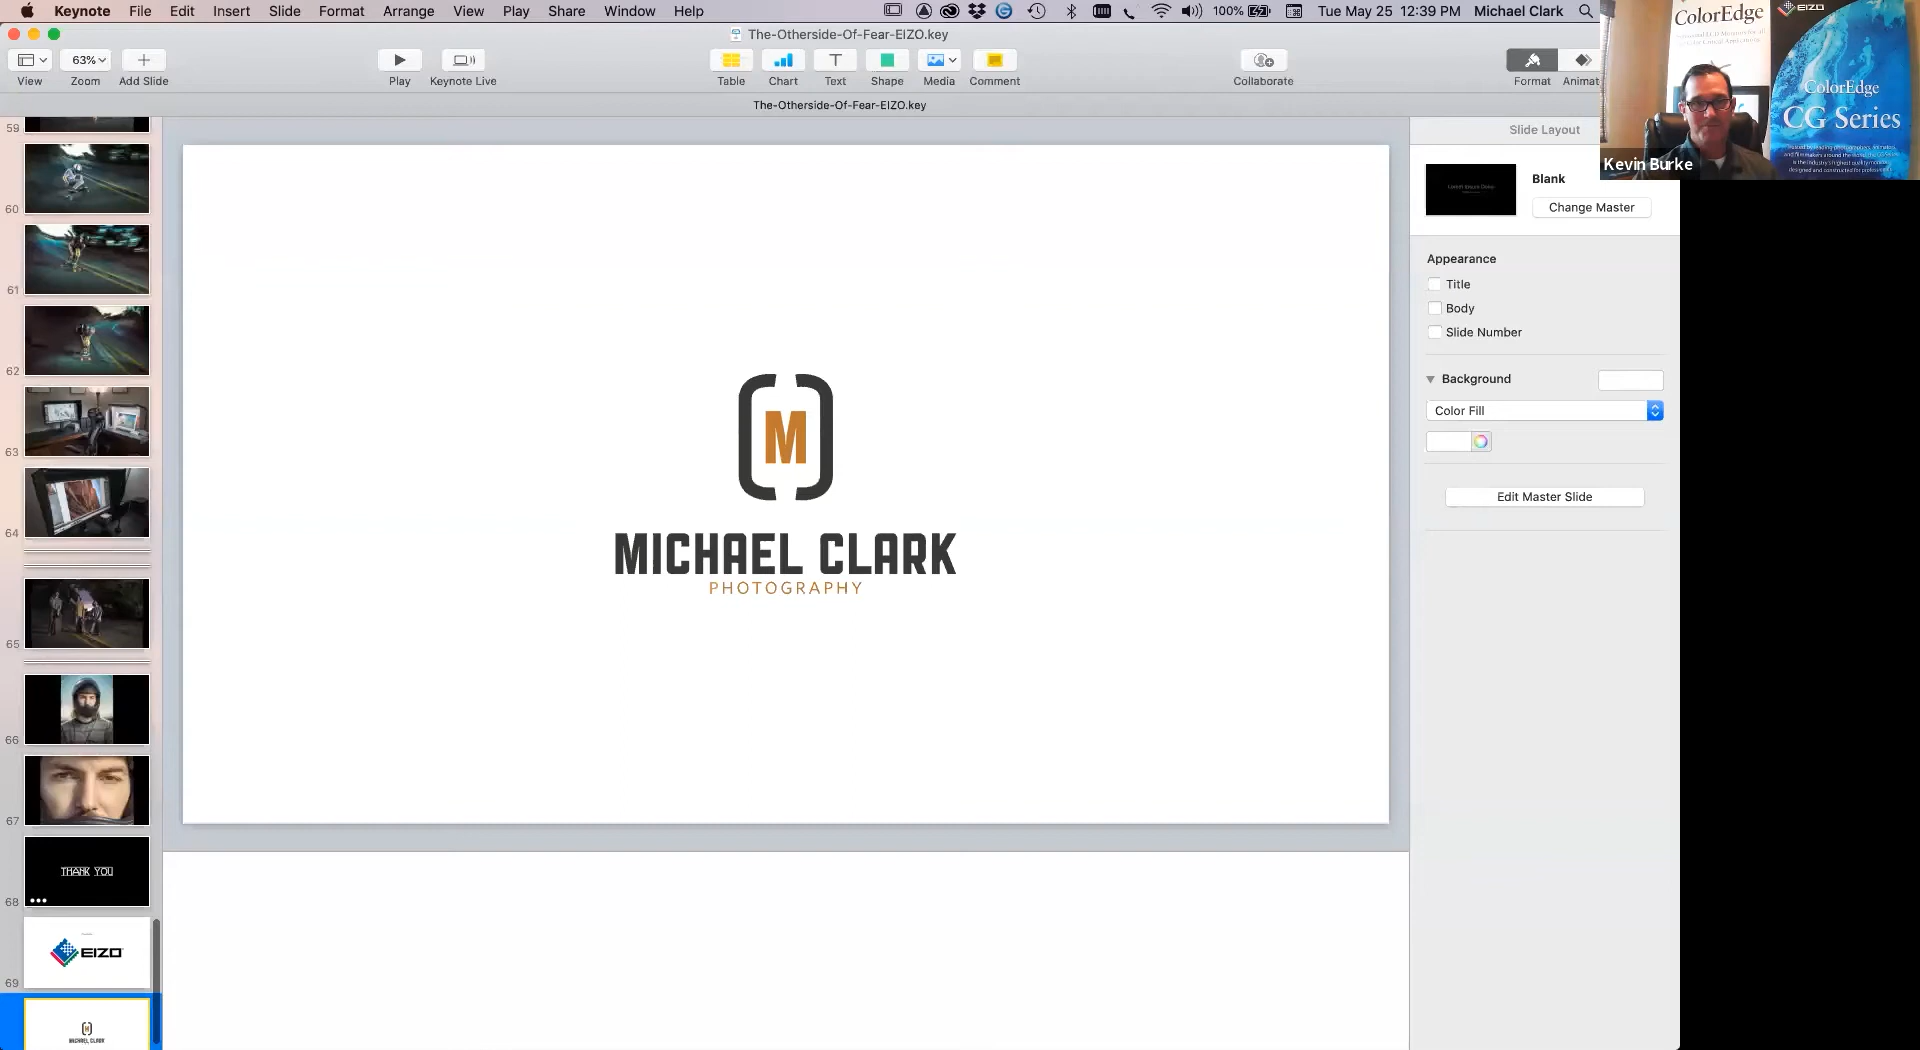 Keynote File Edit Insert Slide Format Arrange View Play Share Window Help
100% Tue May 25 12:39 PM Michael Clark
The-Otherside-Of-Fear-EIZO.key
63%
View Zoom Add Slide Play Keynote Live Table Chart Text Shape Media Comment Collaborate Format Animat
The-Otherside-Of-Fear-EIZO.key
ColorEdge
EIZO
ColorEdge
CG Series
Kevin Burke
Slide Layout
Blank
Change Master
Appearance
Title
Body
Slide Number
Background
Color Fill
Edit Master Slide
M
MICHAEL CLARK
PHOTOGRAPHY
59
60
61
62
63
64
65
66
67
THANK YOU
68
EIZO
69
M
MICHAEL CLARK